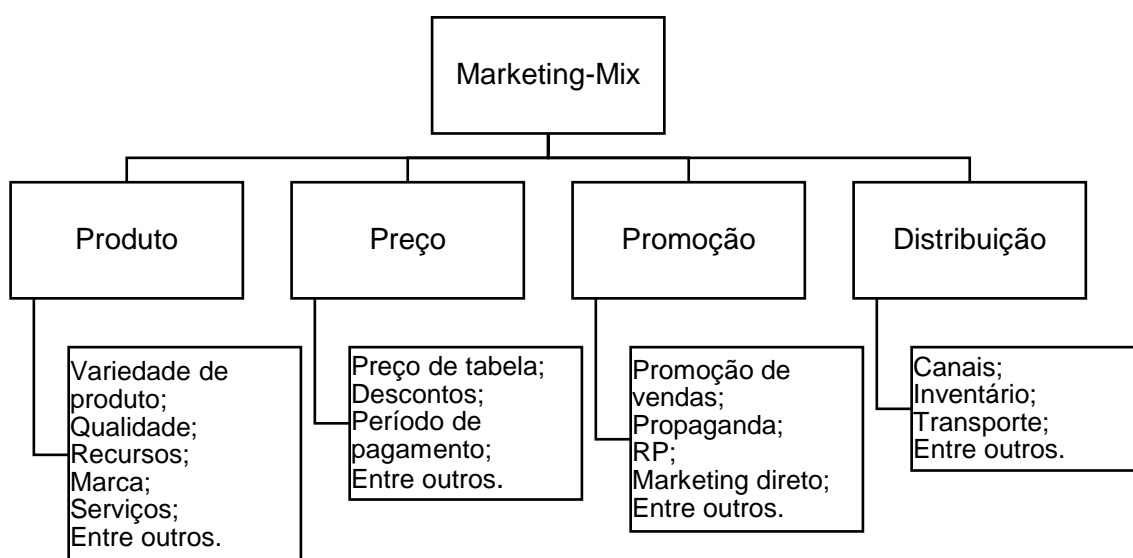 Marketing-Mix
Produto
Preço
Promoção
Distribuição
Variedade de
produto;
Qualidade;
Recursos;
Marca;
Serviços;
Entre outros.
Preço de tabela;
Descontos;
Período de
pagamento;
Entre outros.
Promoção de
vendas;
Propaganda;
RP;
Marketing direto;
Entre outros.
Canais;
Inventário;
Transporte;
Entre outros.